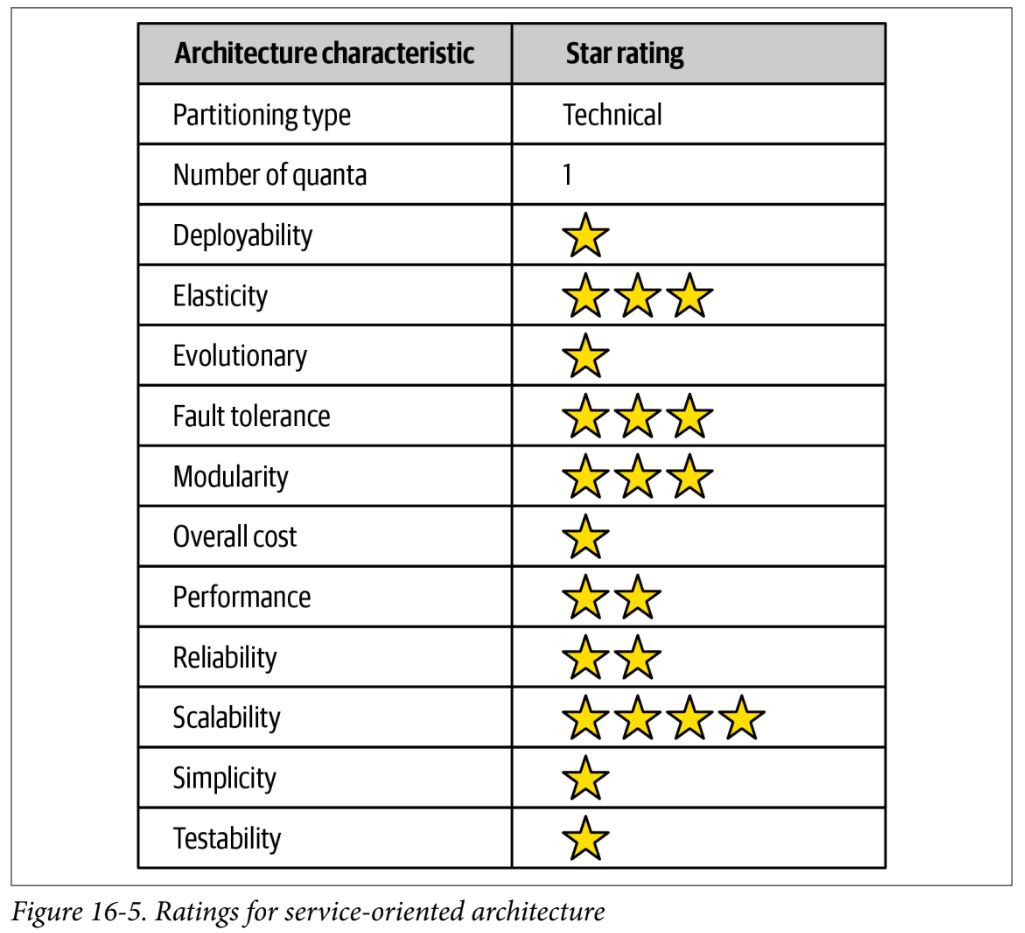 Architecture characteristic Star rating
Partitioning type Technical
Number of quanta 1
Deployability
Elasticity
Evolutionary
Fault tolerance
Modularity
Overall cost
Performance
Reliability
Scalability
Simplicity
Testability
Figure 16-5. Ratings for service-oriented architecture